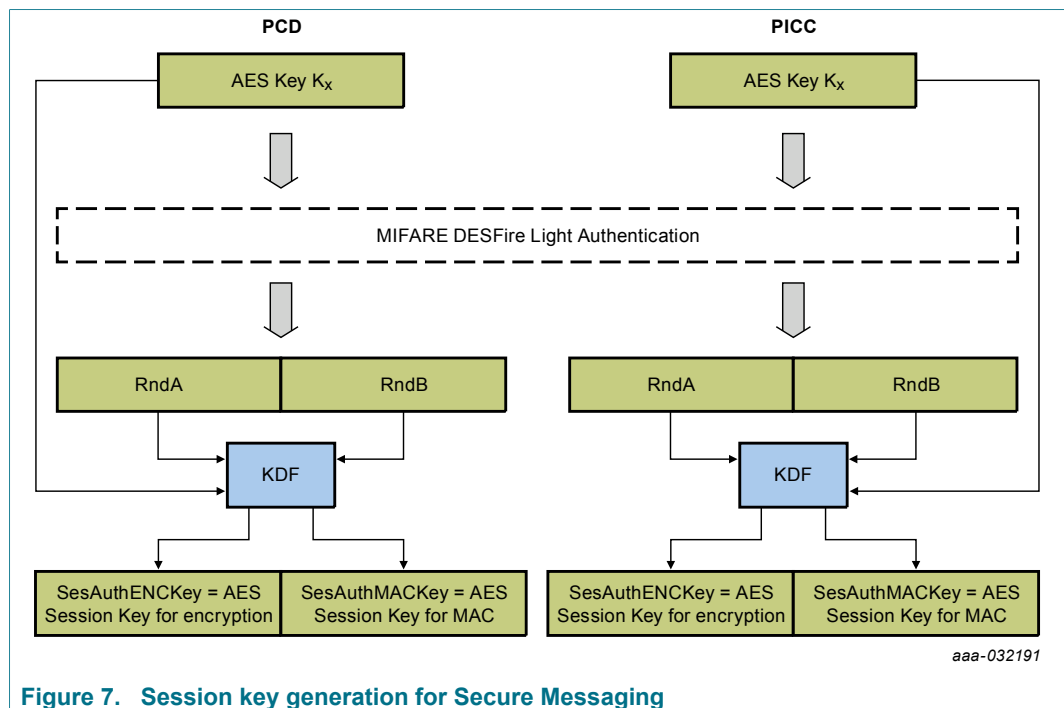 PCD
PICC
AES Key Kx
AES Key Kx
MIFARE DESFire Light Authentication
RndA
RndB
RndA
RndB
KDF
KDF
SesAuthENCKey = AES
Session Key for encryption
SesAuthMACKey = AES
Session Key for MAC
SesAuthENCKey = AES
Session Key for encryption
SesAuthMACKey = AES
Session Key for MAC
aaa-032191
Figure 7. Session key generation for Secure Messaging